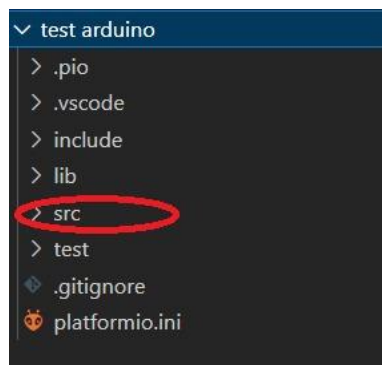 test arduino
.pio
.vscode
include
lib
src
test
.gitignore
platformio.ini